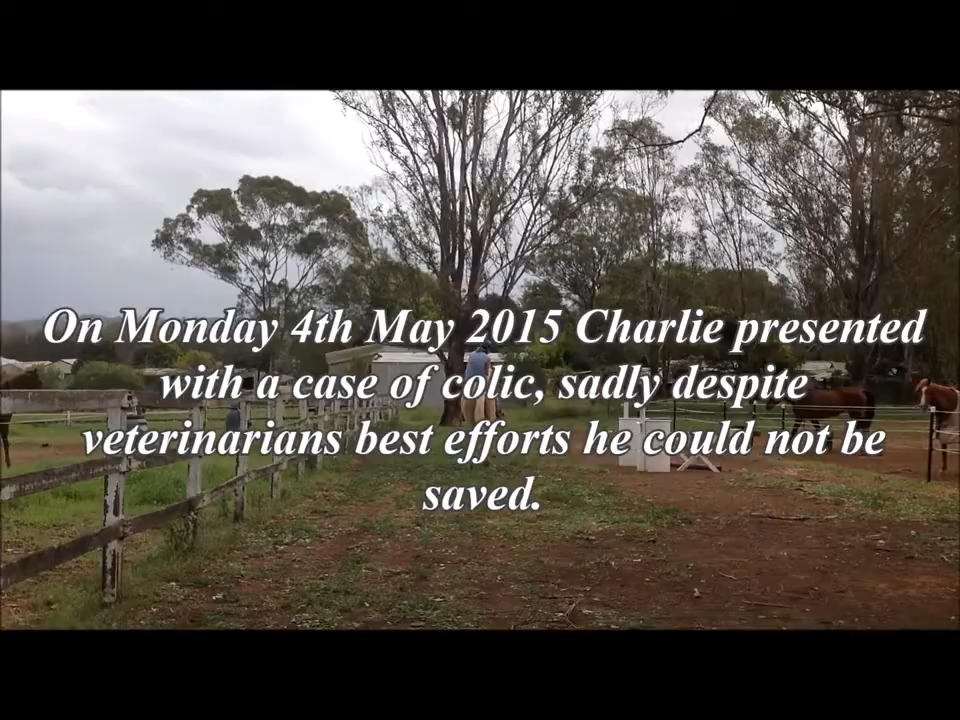 On Monday 4th May 2015 Charlie presented
with a case of colic, sadly despite
veterinarians best efforts he could not be
saved.